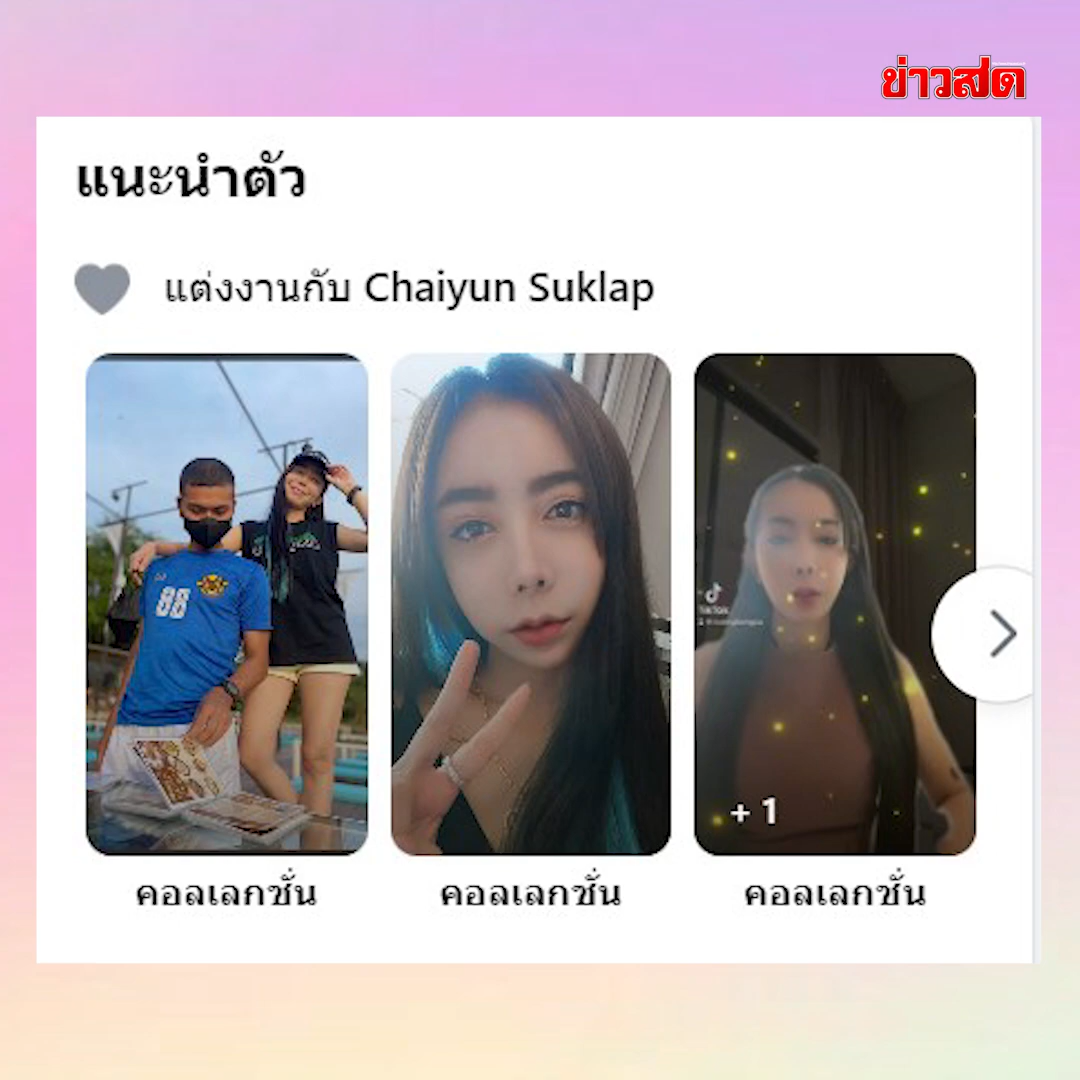 ข่าวสด
แนะนำตัว
แต่งงานกับ Chaiyun Suklap
88
TikTok
+ 1
คอลเลกชั่น คอลเลกชั่น คอลเลกชั่น